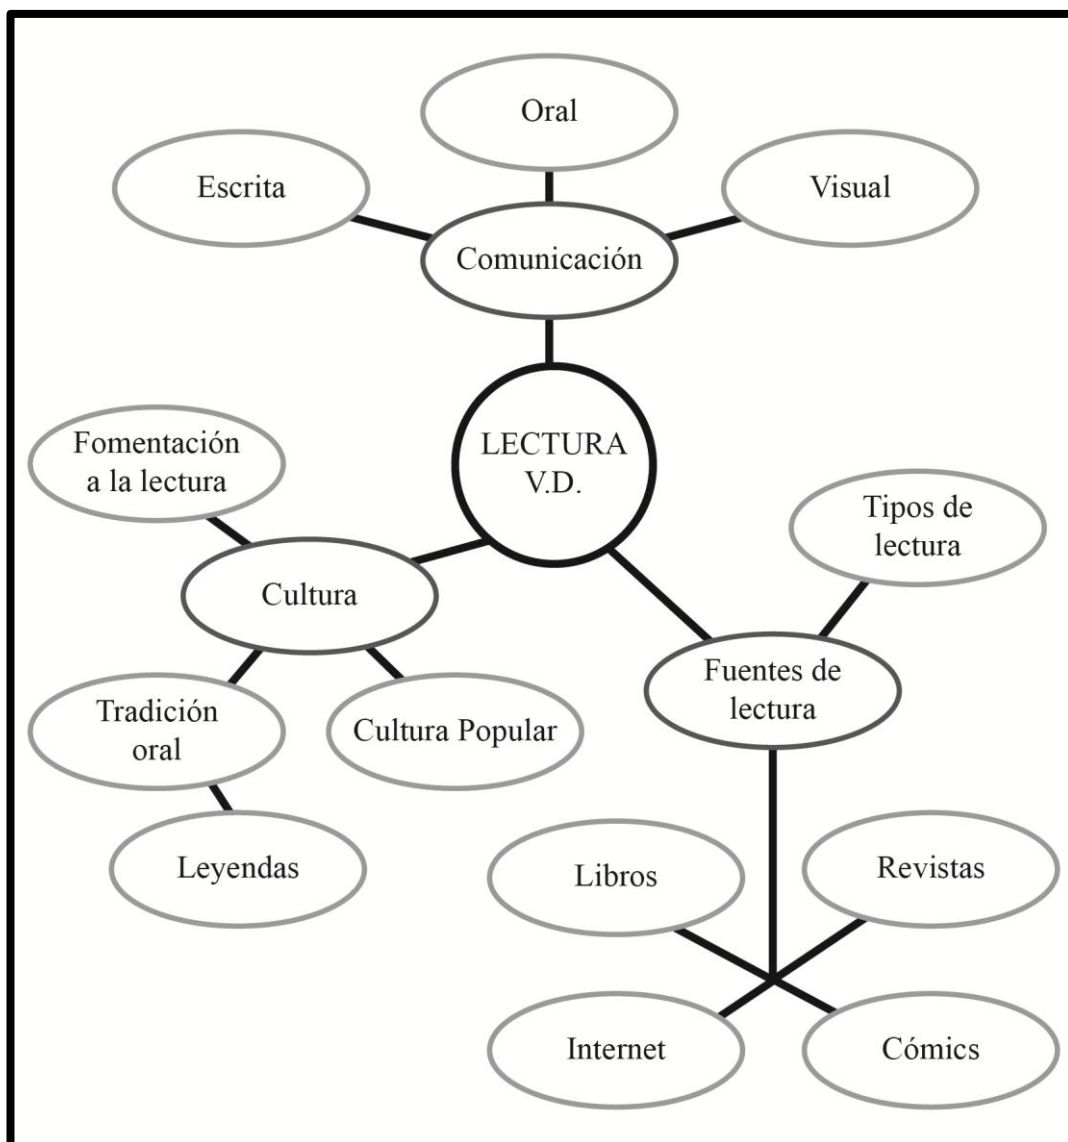 Oral
Escrita
Visual
Comunicación
LECTURA
V.D.
Fomentación
a la lectura
Tipos de
lectura
Cultura
Fuentes de
lectura
Tradición
oral
Cultura Popular
Leyendas
Libros
Revistas
Internet
Cómics